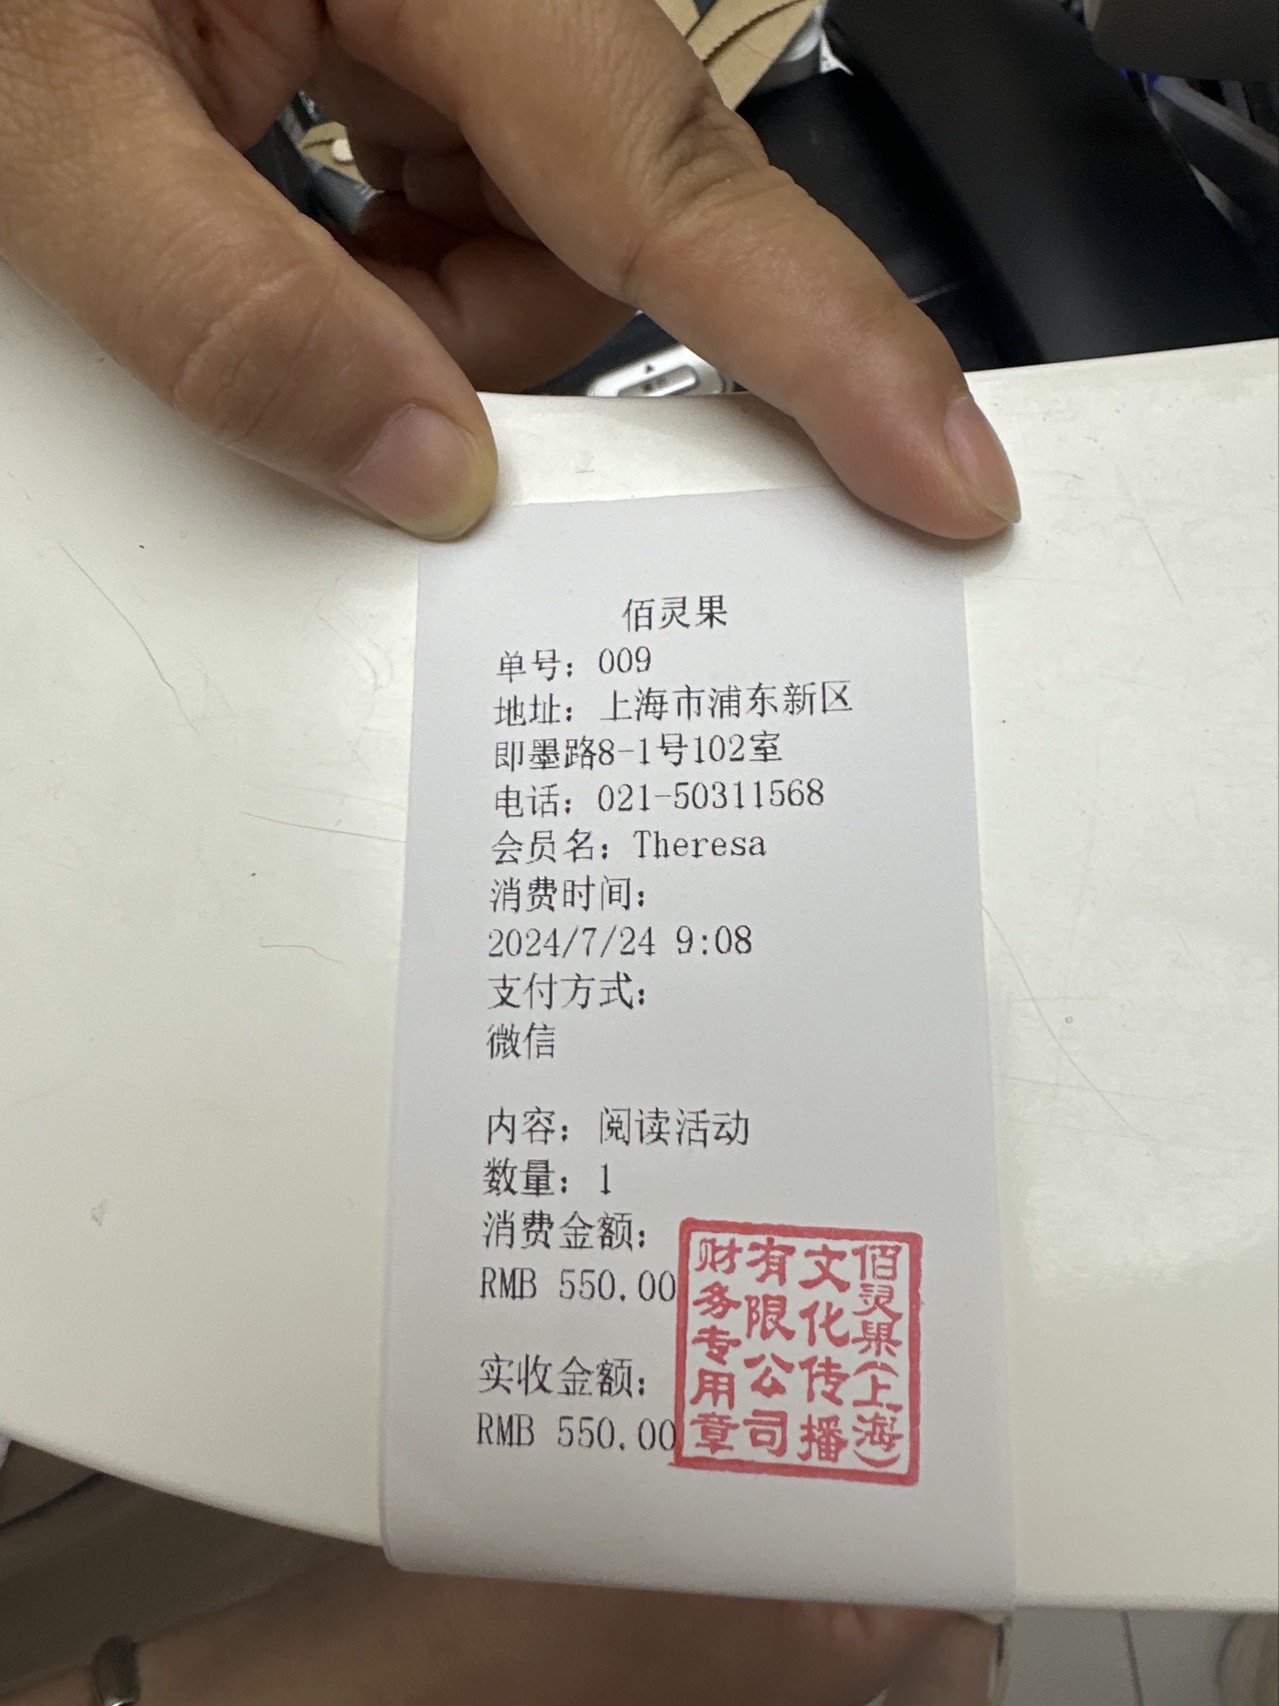 佰灵果
单号：009
地址：上海市浦东新区
即墨路8-1号102室
电话：021-50311568
会员名：Theresa
消费时间：
2024/7/24 9:08
支付方式：
微信
内容：阅读活动
数量：1
消费金额：
RMB 550.00
实收金额：
RMB 550.00
佰灵果（上海）
文化传播
有限公司
财务专用章